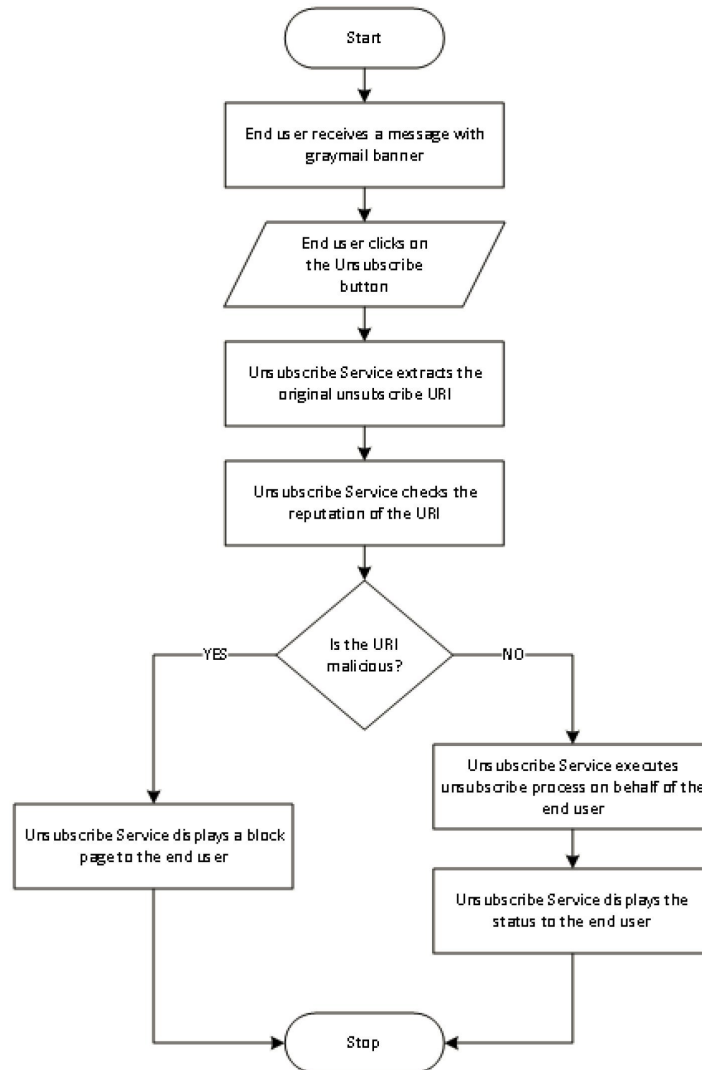 Start
End user receives a message with
graymail banner
End user clicks on
the Unsubscribe
button
Unsubscribe Service extracts the
original unsubscribe URI
Unsubscribe Service checks the
reputation of the URI
Is the URI
malicious?
YES
NO
Unsubscribe Service executes
unsubscribe process on behalf of the
end user
Unsubscribe Service displays a block
page to the end user
Unsubscribe Service displays the
status to the end user
Stop